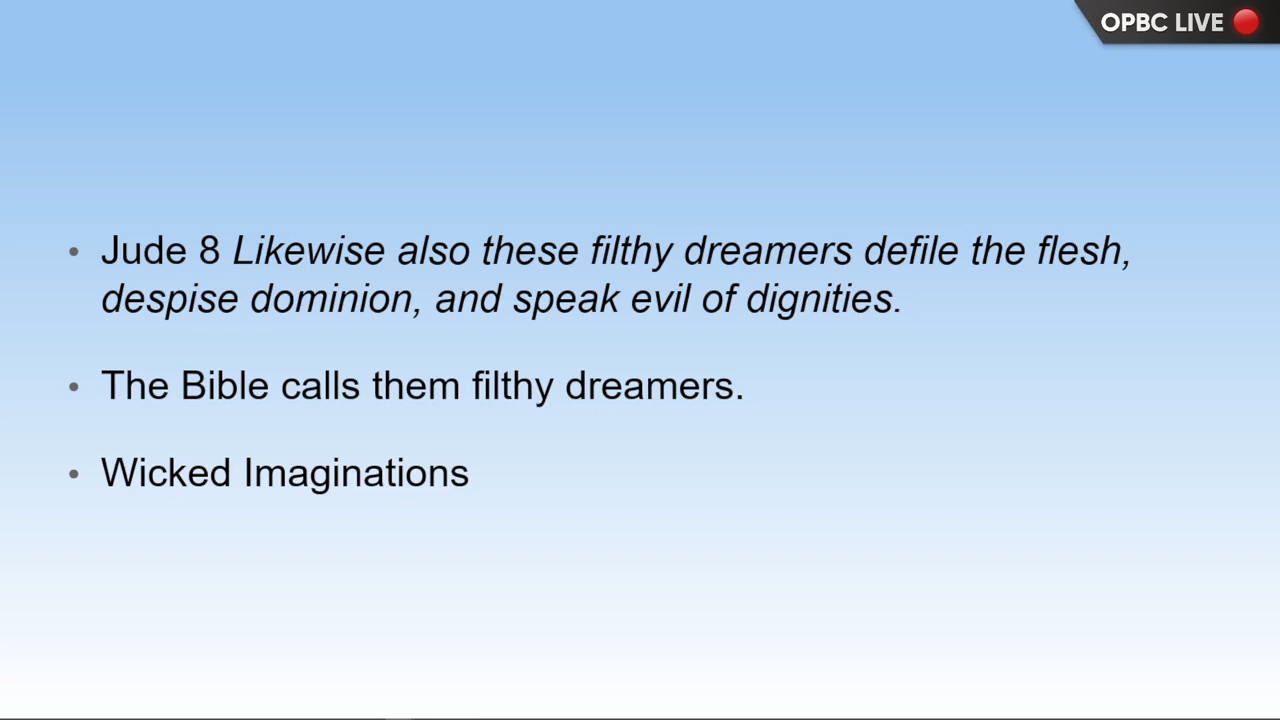 OPBC LIVE
• Jude 8 Likewise also these filthy dreamers defile the flesh,
despise dominion, and speak evil of dignities.
• The Bible calls them filthy dreamers.
• Wicked Imaginations